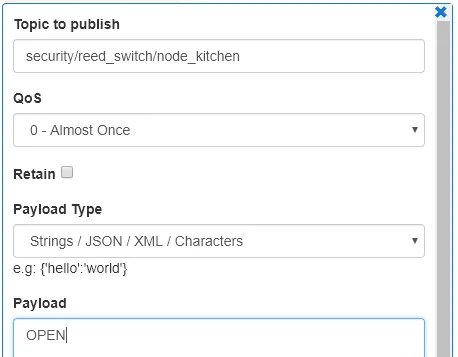 Topic to publish
security/reed_switch/node_kitchen
QoS
0 - Almost Once
Retain
Payload Type
Strings / JSON / XML / Characters
e.g: {'hello':'world'}
Payload
OPEN